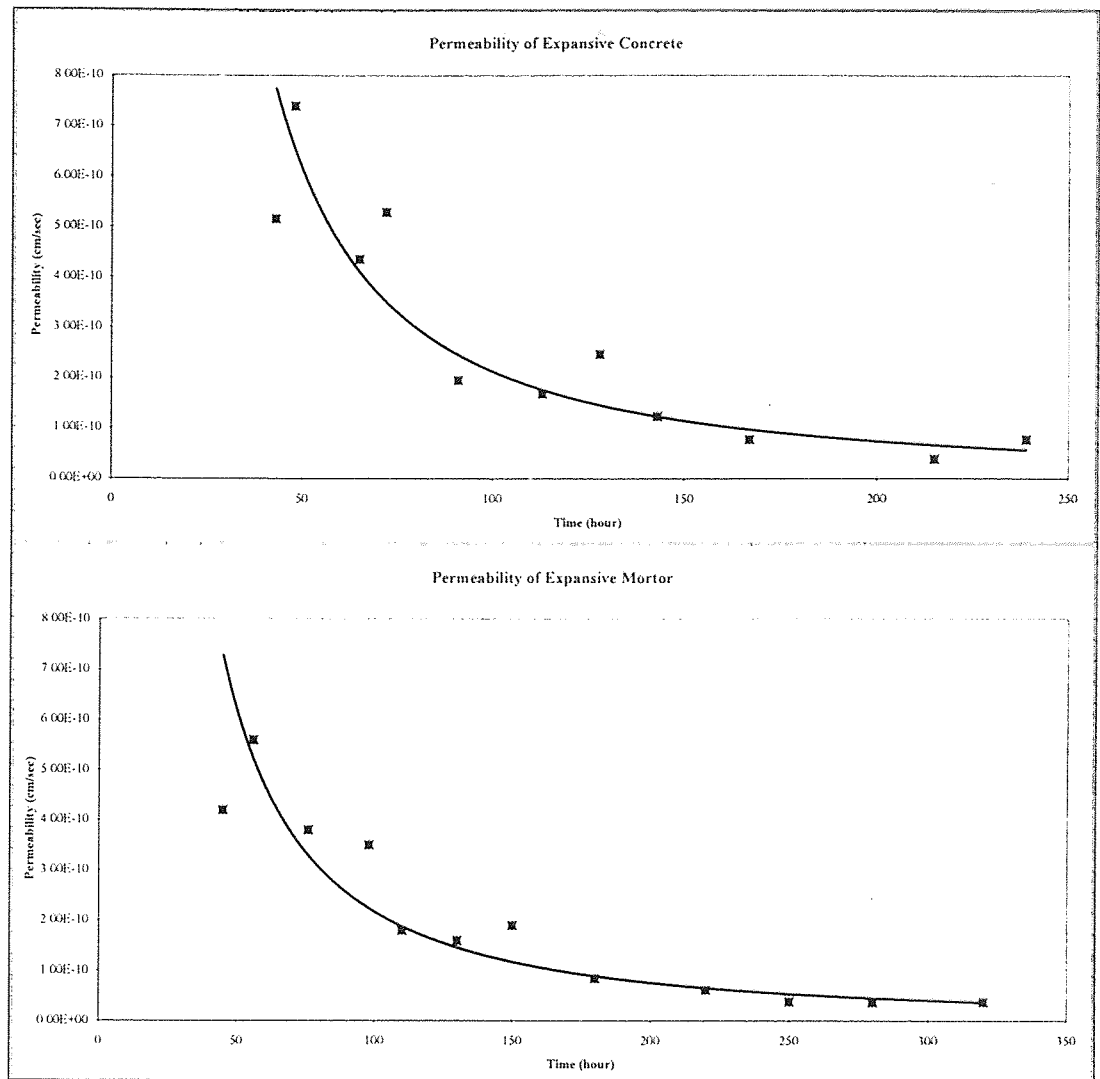 Permeability of Expansive Concrete
8.00E-10
7.00E-10
6.00E-10
5.00E-10
4.00E-10
3.00E-10
2.00E-10
1.00E-10
0.00E+00
Permeability (cm/sec)
0 50 100 150 200 250
Time (hour)
Permeability of Expansive Mortor
8.00E-10
7.00E-10
6.00E-10
5.00E-10
4.00E-10
3.00E-10
2.00E-10
1.00E-10
0.00E+00
Permeability (cm/sec)
0 50 100 150 200 250 300 350
Time (hour)